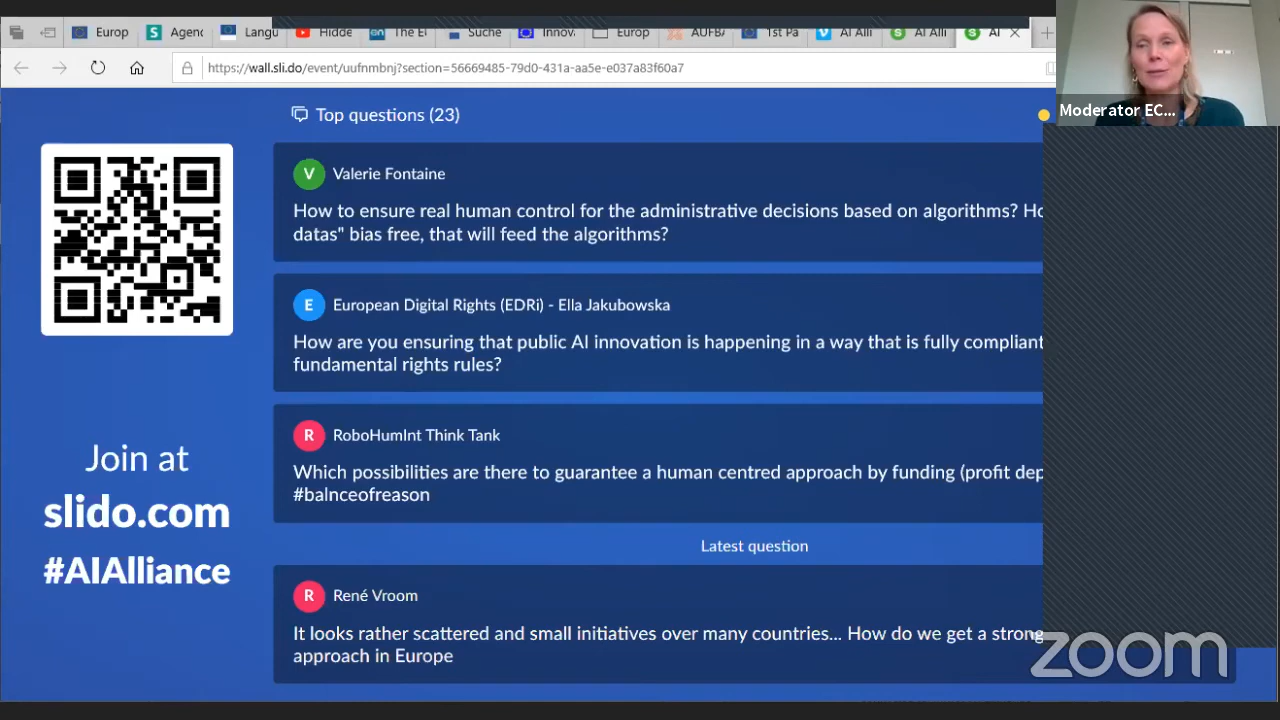 Europ
Agenc
Langu
Hidde
The El
Suche
Innov
Europ
AUFBA
1st Pa
AI Alli
AI Alli
AI
https://wall.sli.do/event/uufnmbnj?section=56669485-79d0-431a-aa5e-e037a83f60a7
Moderator EC...
Top questions (23)
V
Valerie Fontaine
How to ensure real human control for the administrative decisions based on algorithms?
datas" bias free, that will feed the algorithms?
E
European Digital Rights (EDRi) - Ella Jakubowska
How are you ensuring that public AI innovation is happening in a way that is fully compliant
fundamental rights rules?
R
RoboHumInt Think Tank
Which possibilities are there to guarantee a human centred approach by funding (profit dep
#balnceofreason
Latest question
R
René Vroom
It looks rather scattered and small initiatives over many countries... How do we get a strong
approach in Europe
Join at
slido.com
#AIAlliance
zoom